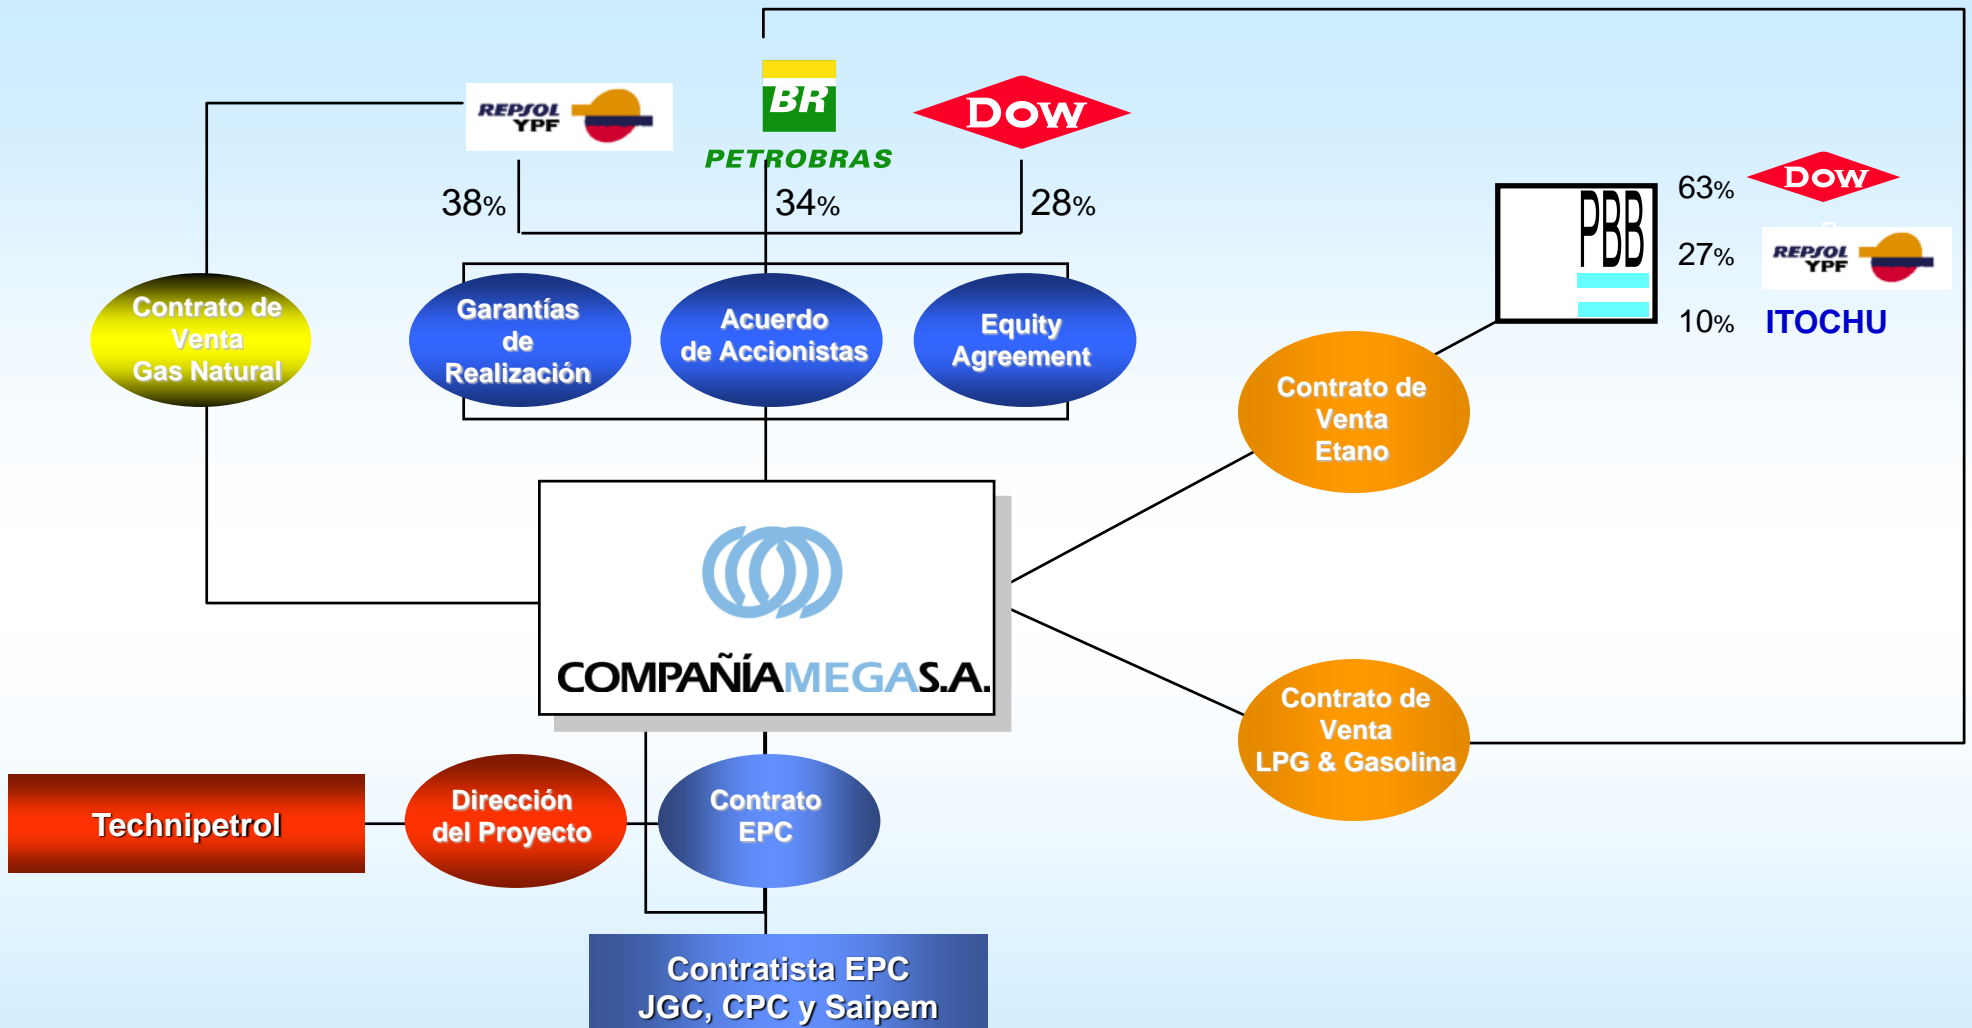 REPSOL
YPF
BR
PETROBRAS
DOW
38%
34%
28%
PBB
63%
DOW
27%
REPSOL
YPF
10%
ITOCHU
Contrato de
Venta
Gas Natural
Garantías
de
Realización
Acuerdo
de Accionistas
Equity
Agreement
Contrato de
Venta
Etano
COMPAÑÍAMEGAS.A.
Contrato de
Venta
LPG & Gasolina
Technipetrol
Dirección
del Proyecto
Contrato
EPC
Contratista EPC
JGC, CPC y Saipem